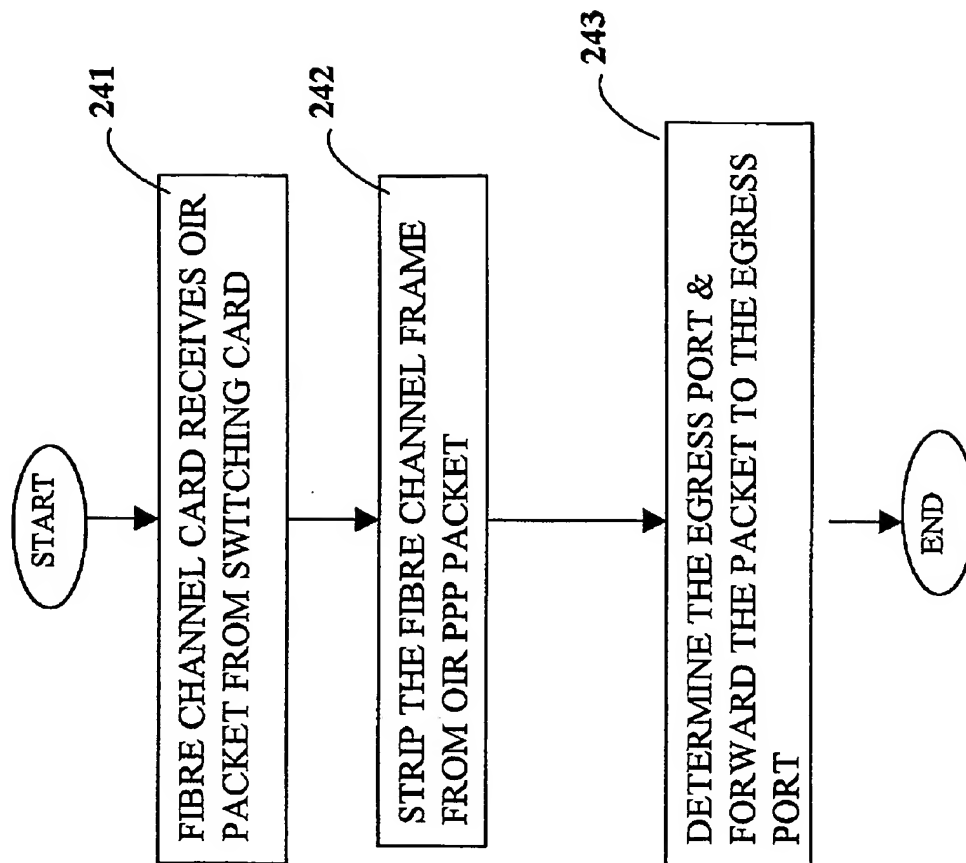 START
241
FIBRE CHANNEL CARD RECEIVES OIR
PACKET FROM SWITCHING CARD
242
STRIP THE FIBRE CHANNEL FRAME
FROM OIR PPP PACKET
243
DETERMINE THE EGRESS PORT &
FORWARD THE PACKET TO THE EGRESS
PORT
END